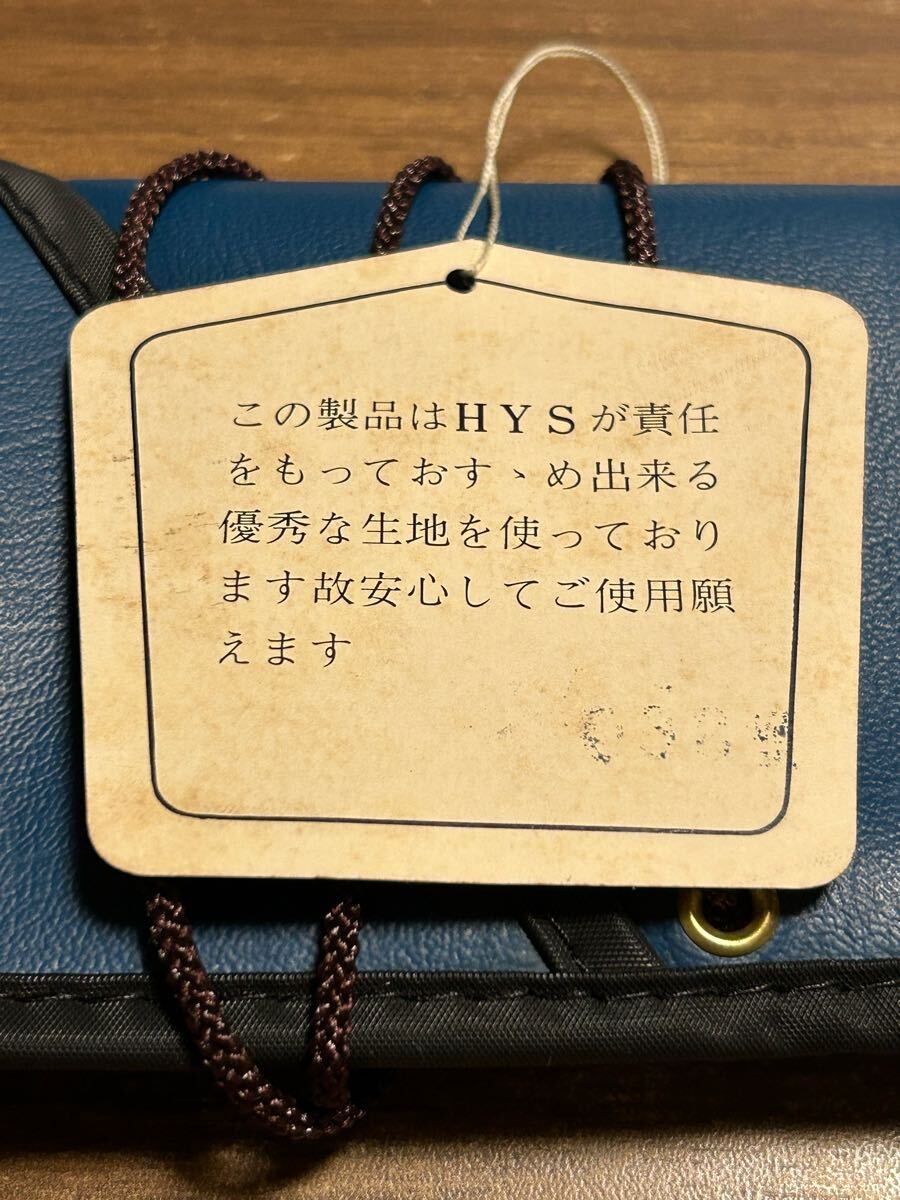 この製品はＨＹＳが責任
をもっておすゝめ出来る
優秀な生地を使っており
ます故安心してご使用願
えます